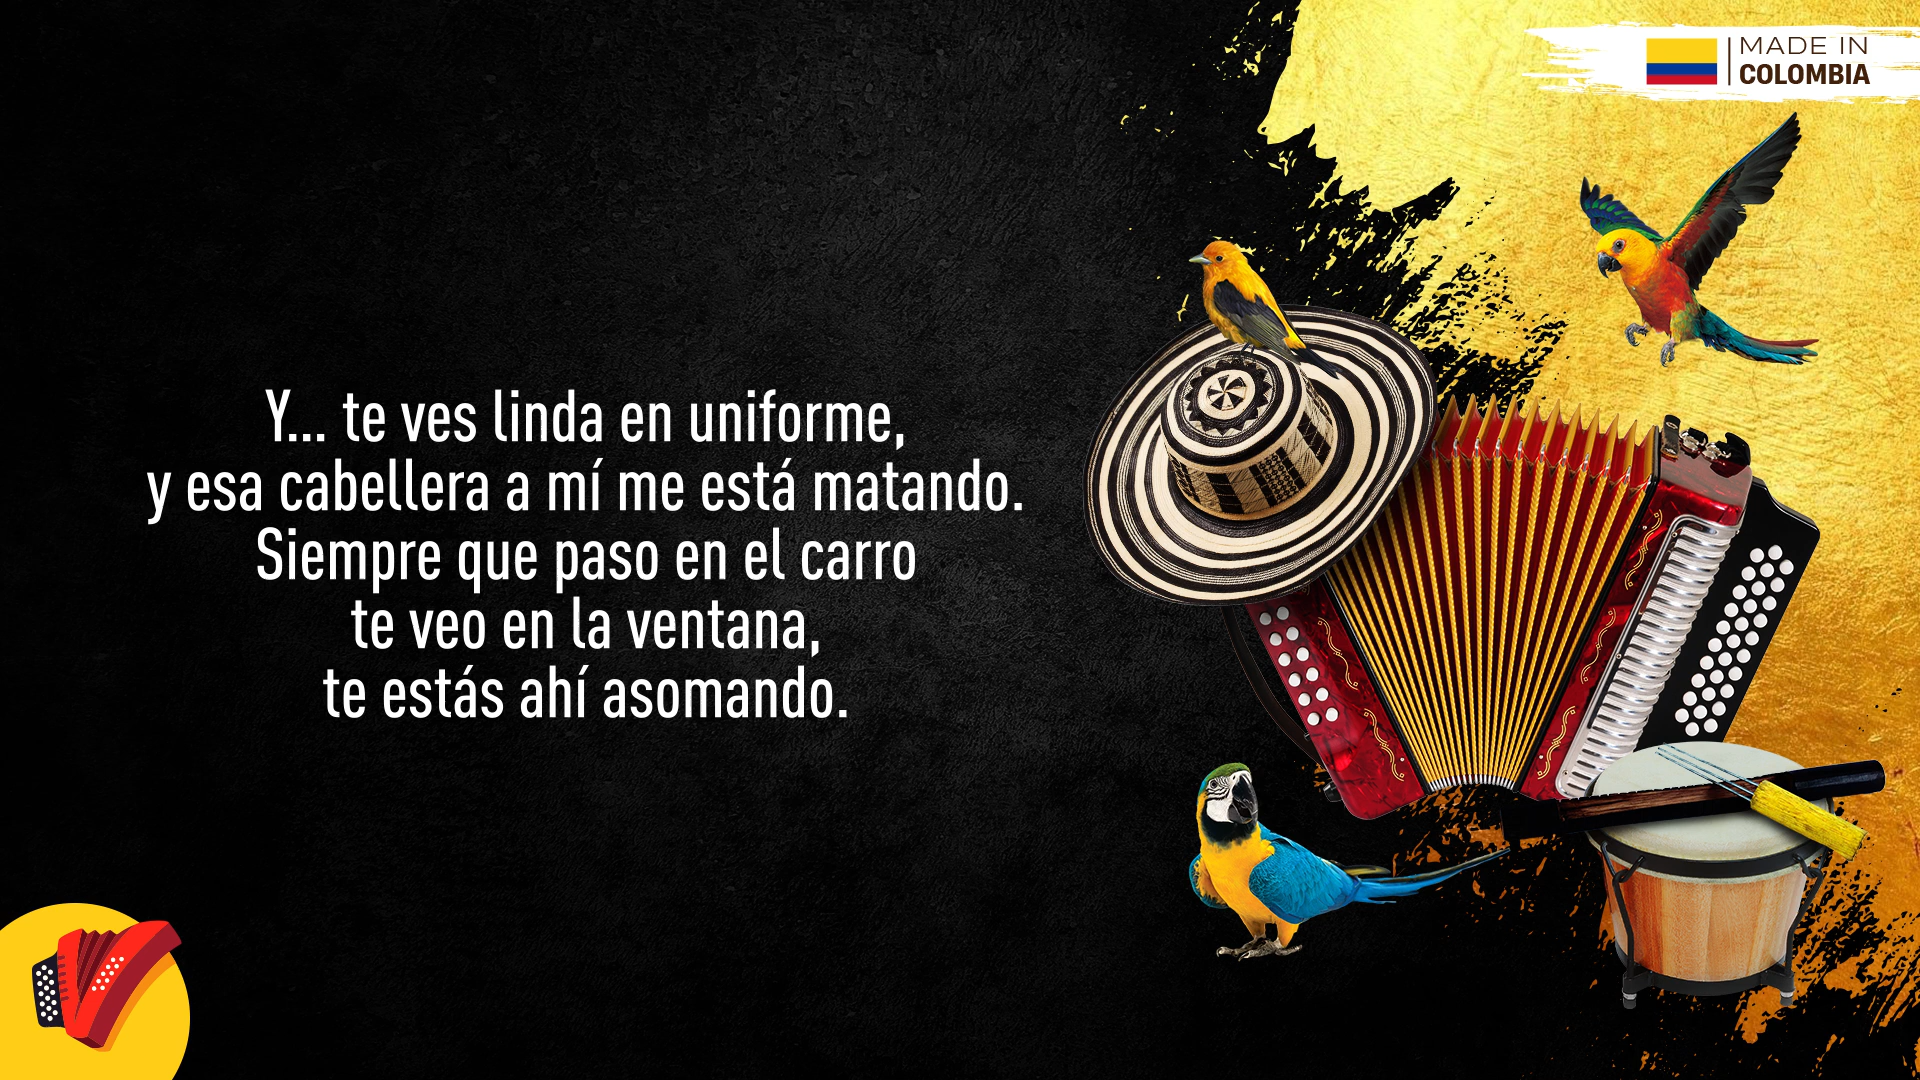 MADE IN
COLOMBIA
Y... te ves linda en uniforme,
y esa cabellera a mí me está matando.
Siempre que paso en el carro
te veo en la ventana,
te estás ahí asomando.